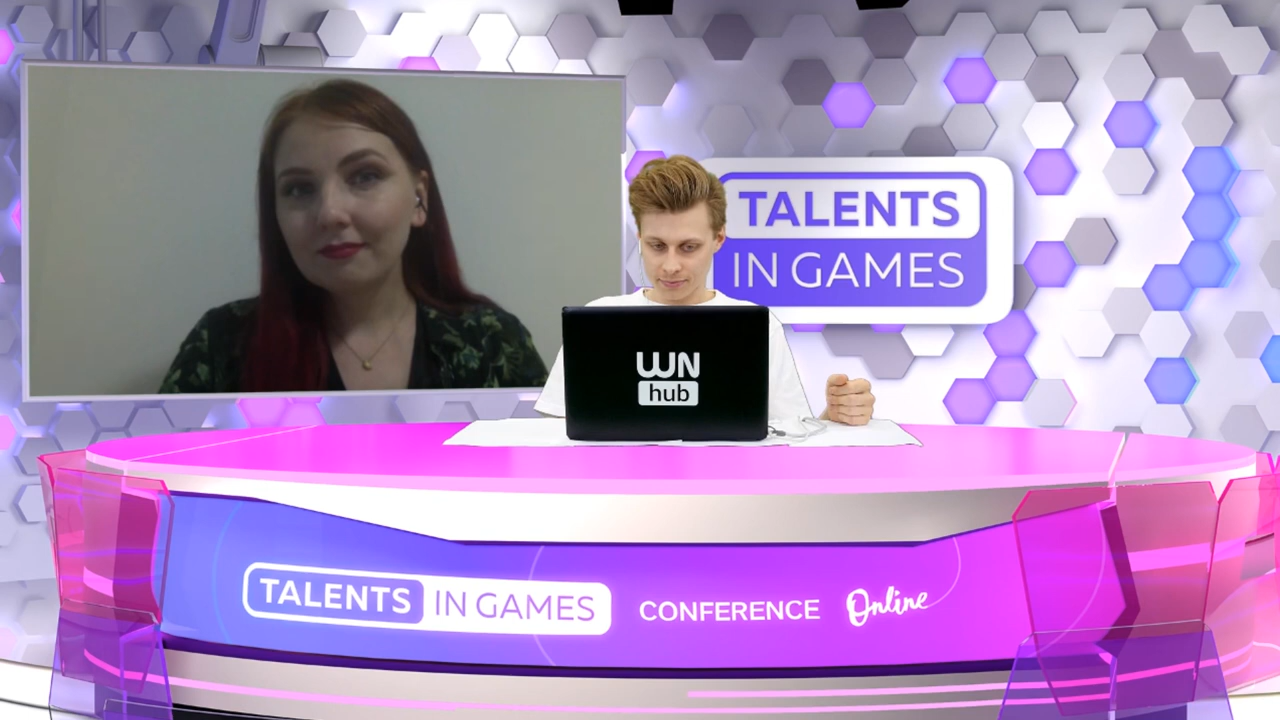 TALENTS
IN GAMES
WN
hub
TALENTS IN GAMES CONFERENCE Online